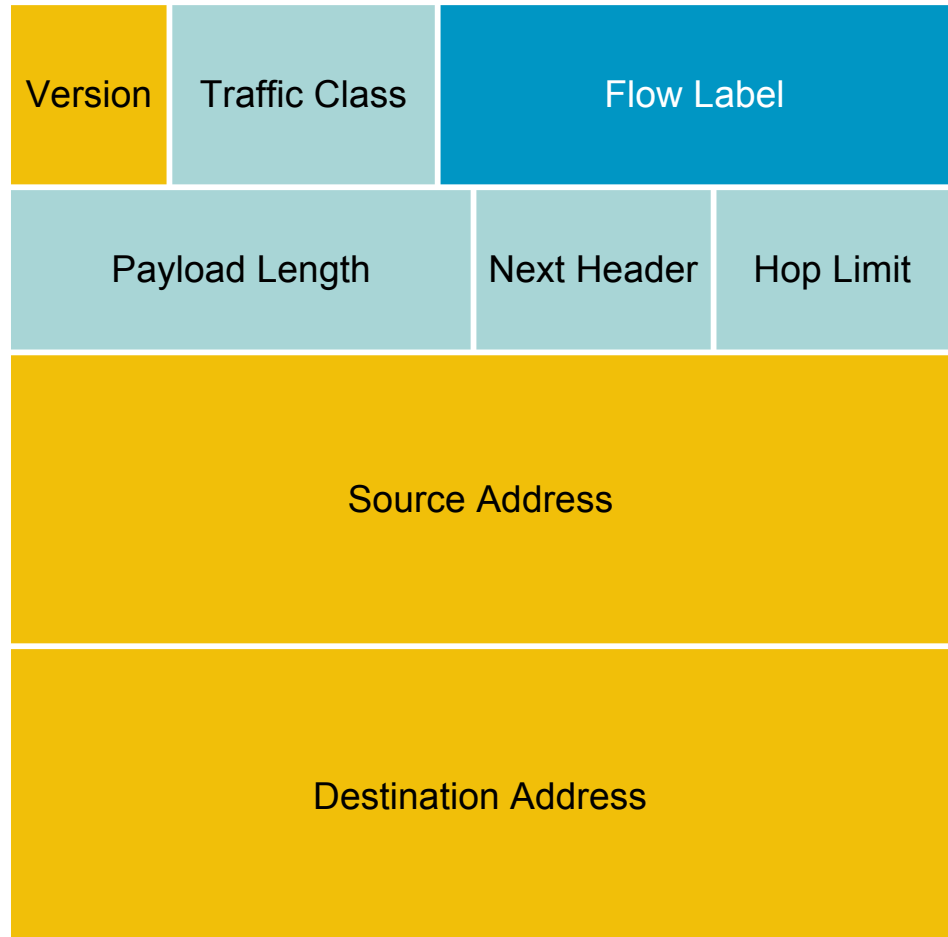 Version Traffic Class Flow Label
Payload Length Next Header Hop Limit
Source Address
Destination Address